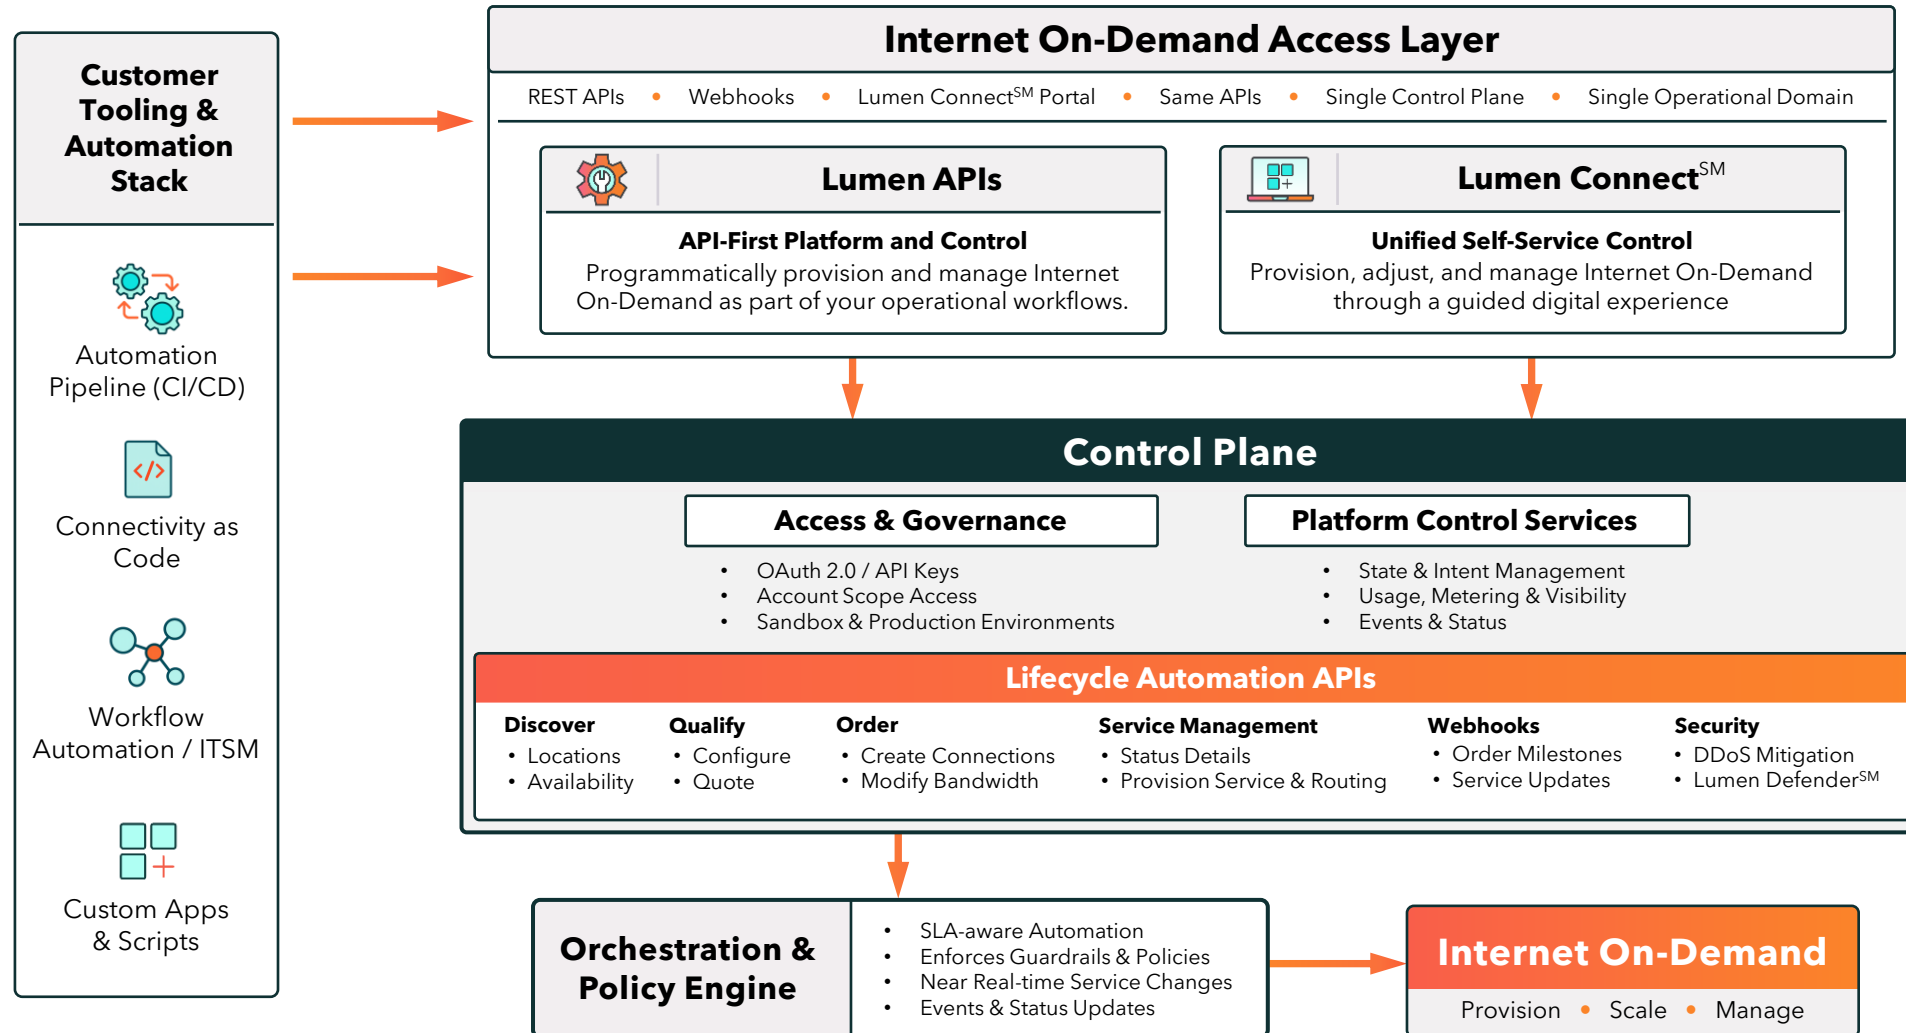 Customer
Tooling &
Automation
Stack
Automation
Pipeline (CI/CD)
</>
Connectivity as
Code
Workflow
Automation / ITSM
Custom Apps
& Scripts
Internet On-Demand Access Layer
REST APIs • Webhooks • Lumen Connect℠ Portal • Same APIs • Single Control Plane • Single Operational Domain
Lumen APIs
API-First Platform and Control
Programmatically provision and manage Internet
On-Demand as part of your operational workflows.
Lumen Connect℠
Unified Self-Service Control
Provision, adjust, and manage Internet On-Demand
through a guided digital experience
Control Plane
Access & Governance
• OAuth 2.0 / API Keys
• Account Scope Access
• Sandbox & Production Environments
Platform Control Services
• State & Intent Management
• Usage, Metering & Visibility
• Events & Status
Lifecycle Automation APIs
Discover
• Locations
• Availability
Qualify
• Configure
• Quote
Order
• Create Connections
• Modify Bandwidth
Service Management
• Status Details
• Provision Service & Routing
Webhooks
• Order Milestones
• Service Updates
Security
• DDoS Mitigation
• Lumen Defender℠
Orchestration &
Policy Engine
• SLA-aware Automation
• Enforces Guardrails & Policies
• Near Real-time Service Changes
• Events & Status Updates
Internet On-Demand
Provision • Scale • Manage